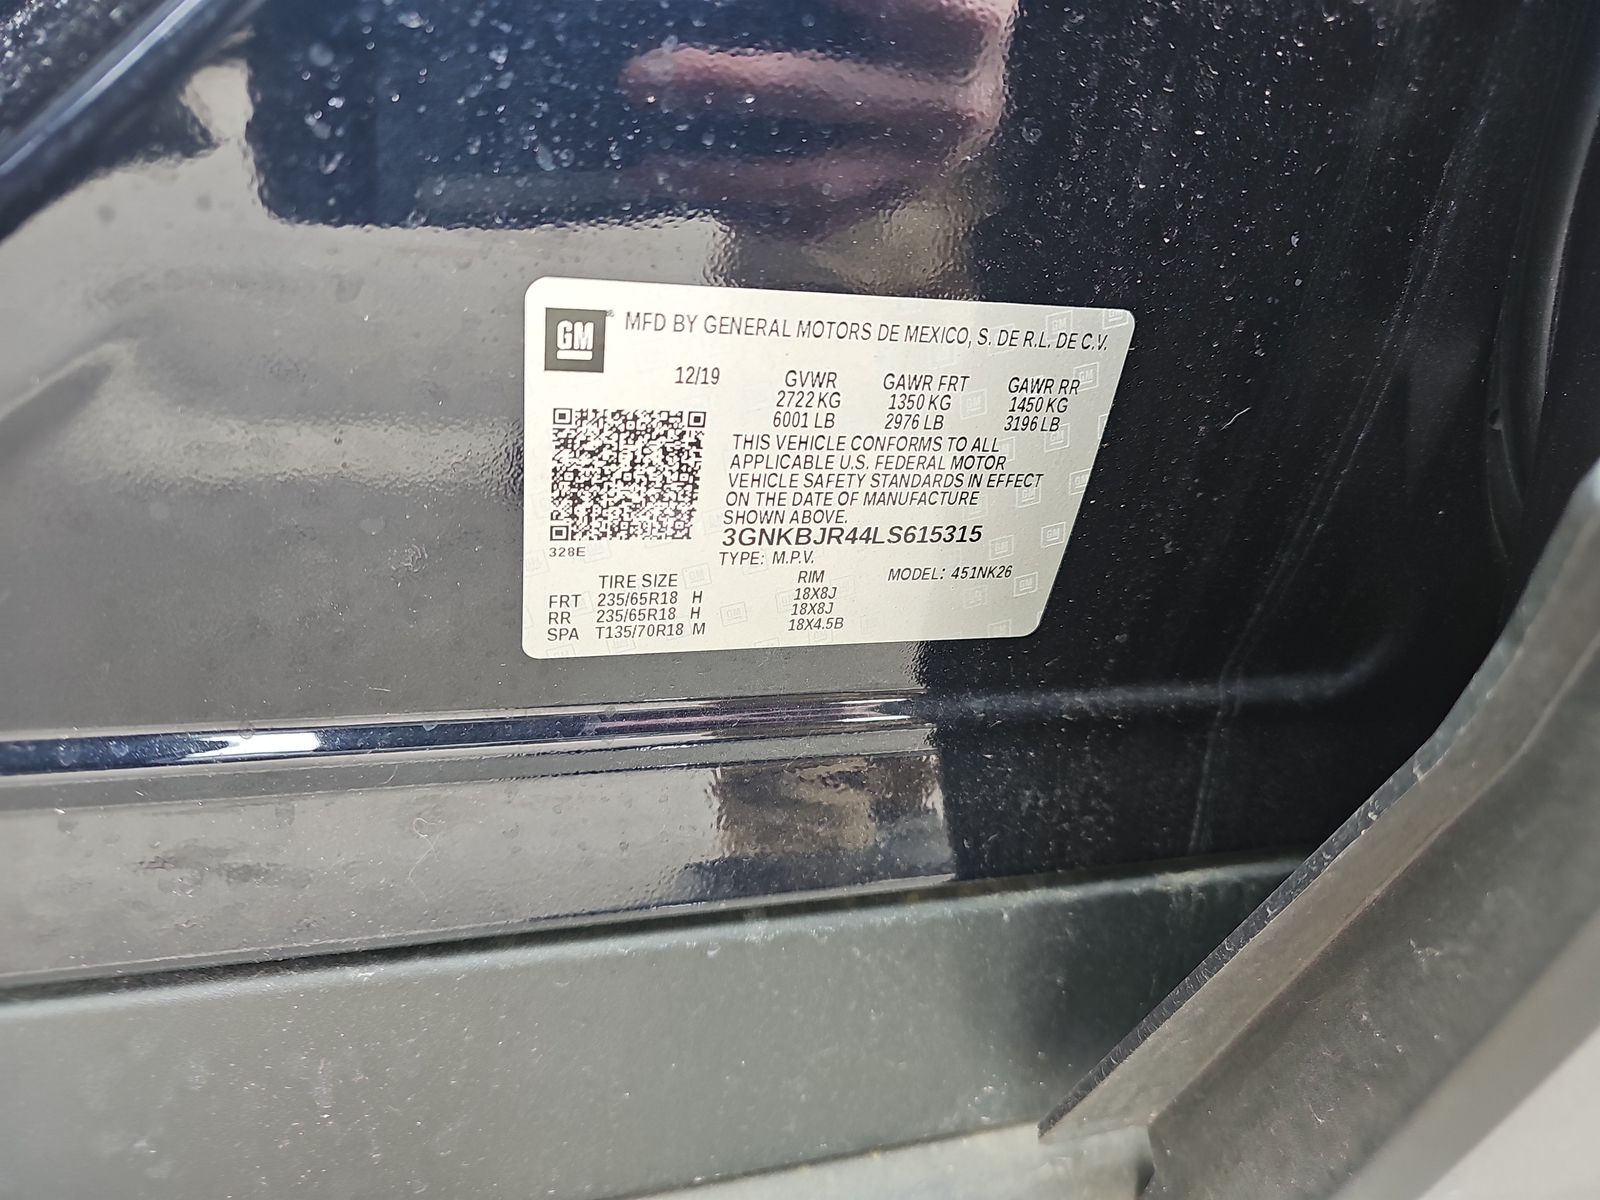 GM MFD BY GENERAL MOTORS DE MEXICO, S. DE R.L. DE C.V.
12/19 GVWR GAWR FRT GAWR RR
2722 KG 1350 KG 1450 KG
6001 LB 2976 LB 3196 LB
THIS VEHICLE CONFORMS TO ALL
APPLICABLE U.S. FEDERAL MOTOR
VEHICLE SAFETY STANDARDS IN EFFECT
ON THE DATE OF MANUFACTURE
SHOWN ABOVE.
3GNKBJR44LS615315
328E
TYPE: M.P.V. MODEL: 451NK26
TIRE SIZE RIM
FRT 235/65R18 H 18X8J
RR 235/65R18 H 18X8J
SPA T135/70R18 M 18X4.5B